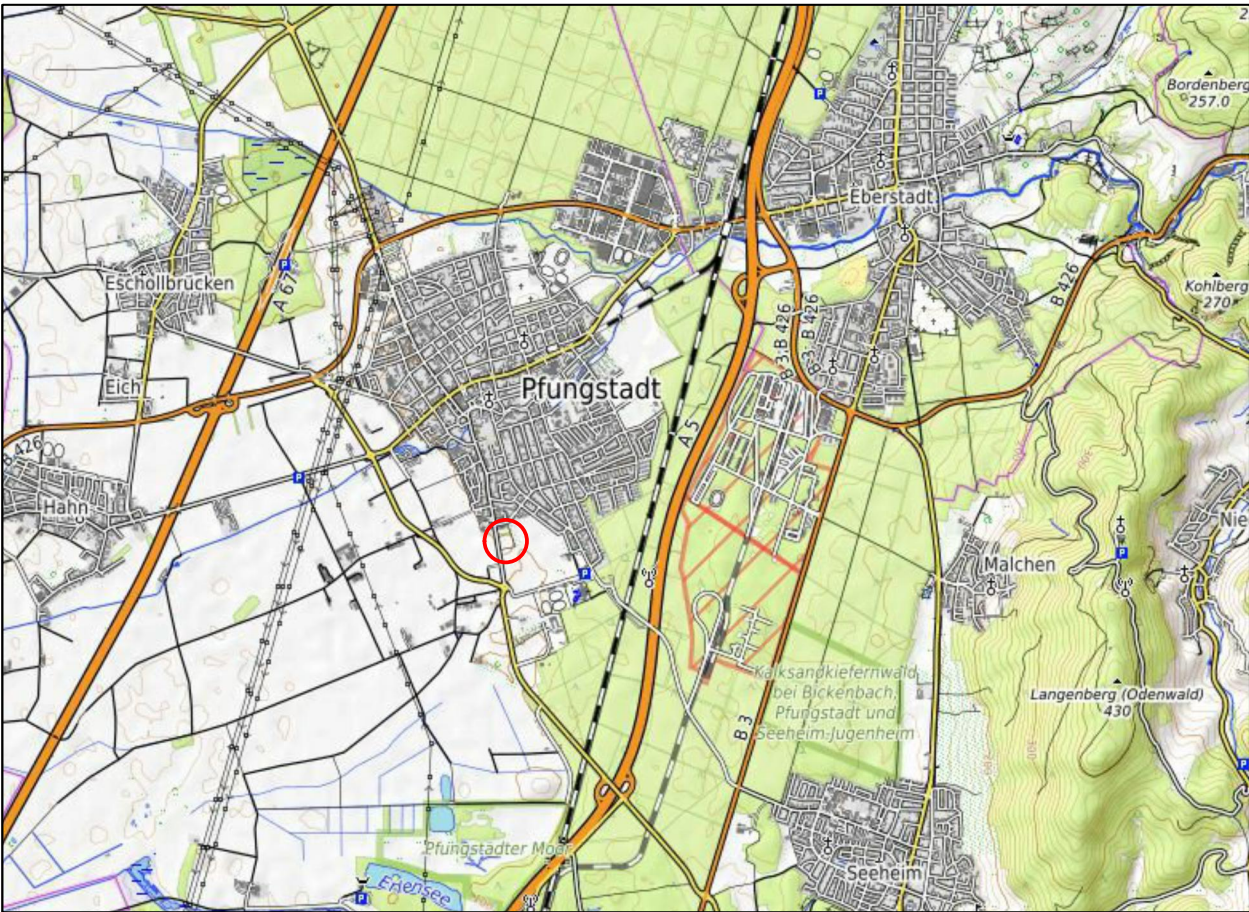 Bordenberg
257.0
Eberstadt
Eschollbrücken
A 67
Kohlberg
270
B 426
B 3 B 426
B 3 B 426
Eich
Pfungstadt
A 5
B 426
Hahn
Malchen
Kalksandkiefernwald
bei Bickenbach,
Pfungstadt und
Seeheim-Jugenheim
Langenberg (Odenwald)
430
B 3
Pfungstädter Moor
Erlensee
Seeheim
P
P
P
P
P
P
P